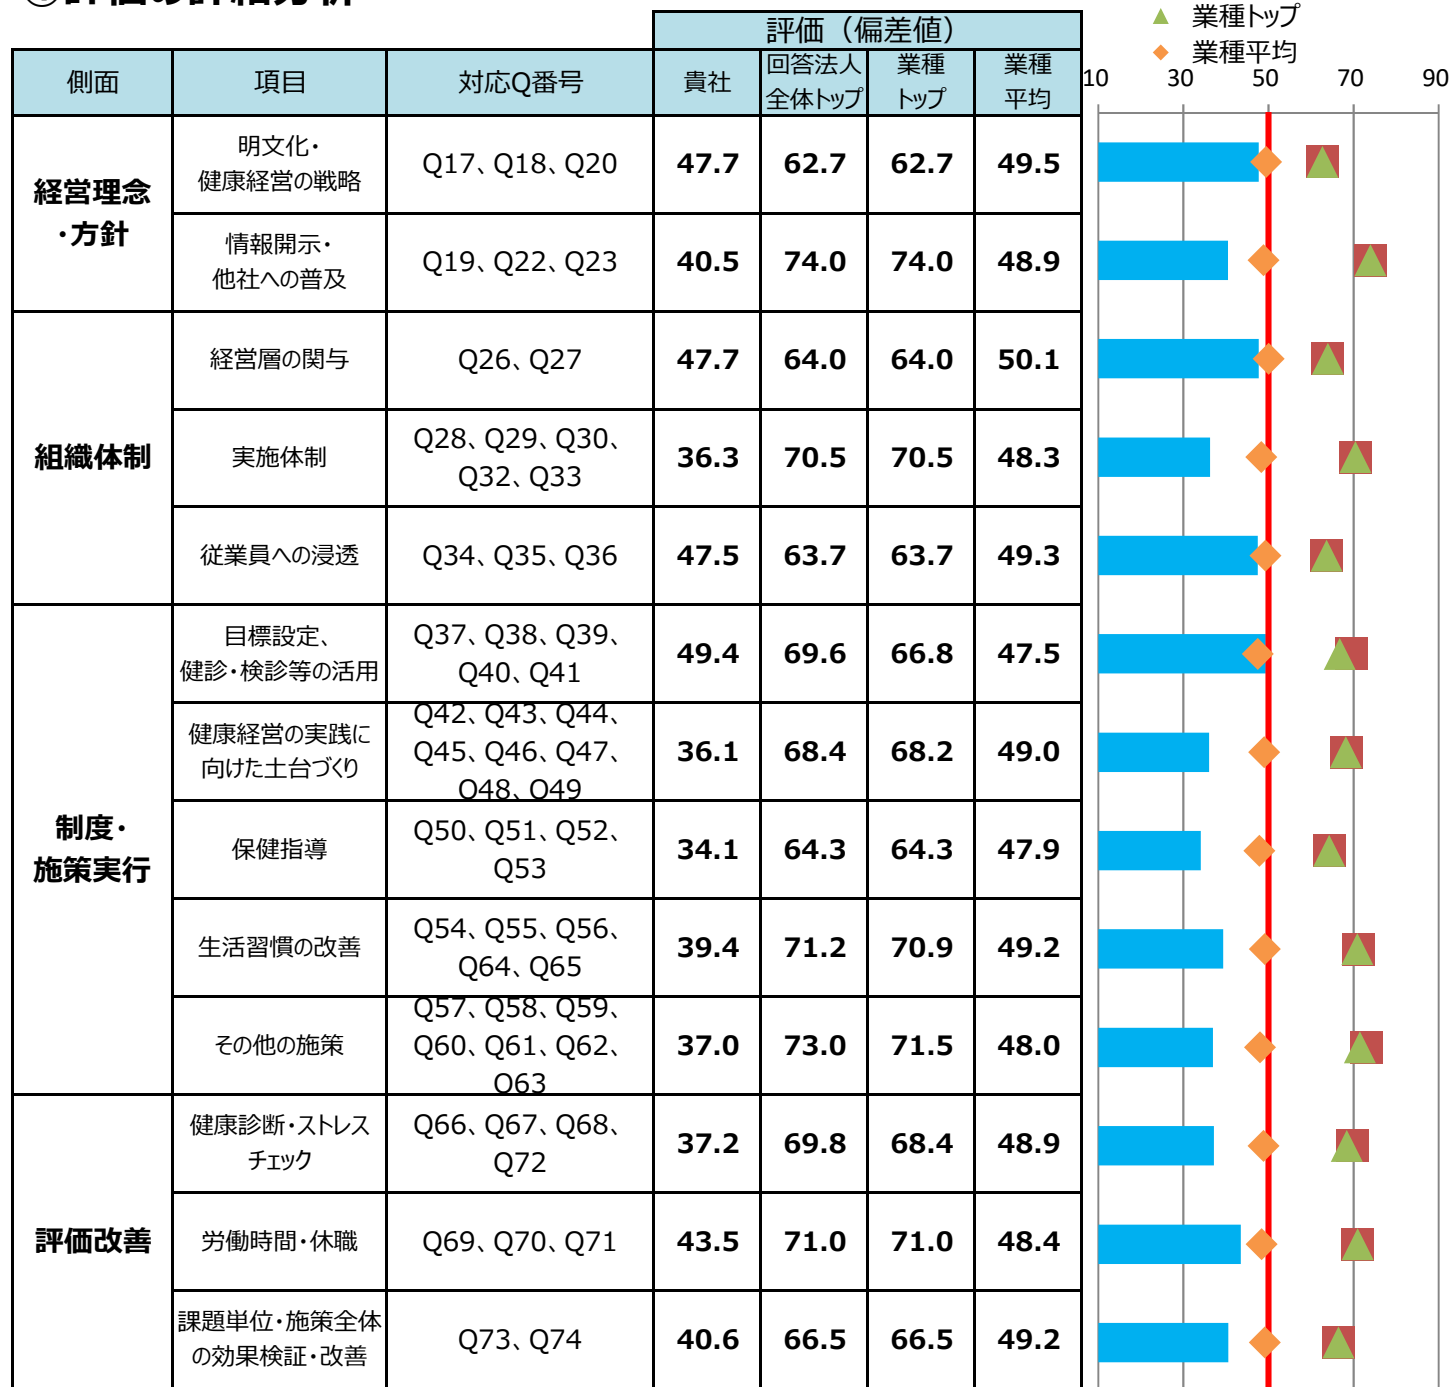 評価（偏差値）
▲ 業種トップ
◆ 業種平均
側面 項目 対応Q番号 貴社 回答法人 業種 業種
全体トップ トップ 平均
10 30 50 70 90
経営理念
・方針
明文化・
健康経営の戦略
Q17、Q18、Q20 47.7 62.7 62.7 49.5
情報開示・
他社への普及
Q19、Q22、Q23 40.5 74.0 74.0 48.9
組織体制
経営層の関与 Q26、Q27 47.7 64.0 64.0 50.1
実施体制
Q28、Q29、Q30、
Q32、Q33
36.3 70.5 70.5 48.3
従業員への浸透 Q34、Q35、Q36 47.5 63.7 63.7 49.3
制度・
施策実行
目標設定、
健診・検診等の活用
Q37、Q38、Q39、
Q40、Q41
49.4 69.6 66.8 47.5
健康経営の実践に
向けた土台づくり
Q42、Q43、Q44、
Q45、Q46、Q47、
Q48、Q49
36.1 68.4 68.2 49.0
保健指導
Q50、Q51、Q52、
Q53
34.1 64.3 64.3 47.9
生活習慣の改善
Q54、Q55、Q56、
Q64、Q65
39.4 71.2 70.9 49.2
その他の施策
Q57、Q58、Q59、
Q60、Q61、Q62、
Q63
37.0 73.0 71.5 48.0
評価改善
健康診断・ストレス
チェック
Q66、Q67、Q68、
Q72
37.2 69.8 68.4 48.9
労働時間・休職 Q69、Q70、Q71 43.5 71.0 71.0 48.4
課題単位・施策全体
の効果検証・改善
Q73、Q74 40.6 66.5 66.5 49.2